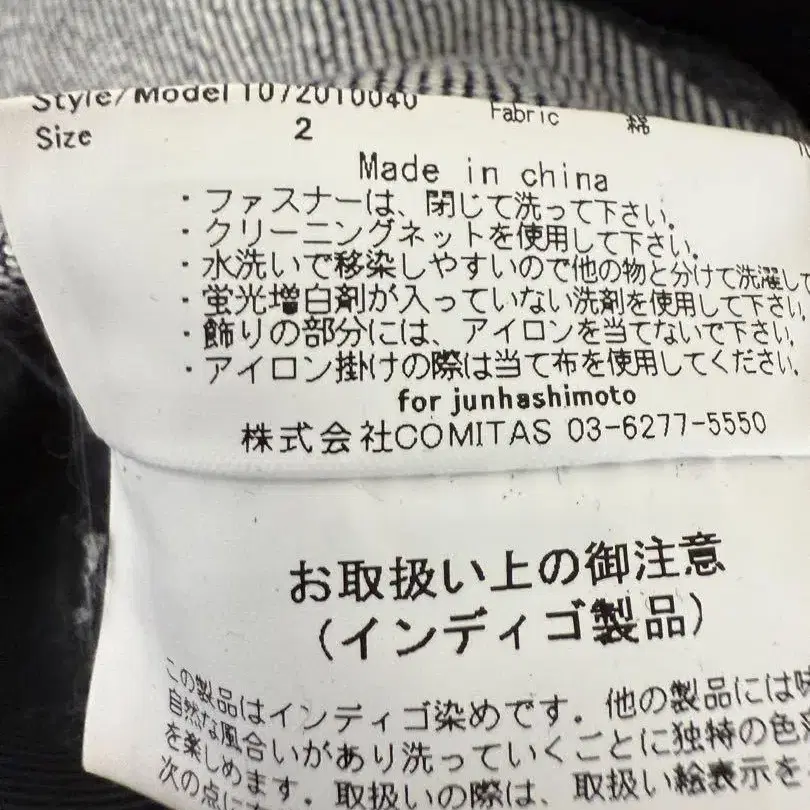 Style/Model 1072010040 Fabric 綿
Size 2
Made in china
・ファスナーは、閉じて洗って下さい。
・クリーニングネットを使用して下さい。
・水洗いで移染しやすいので他の物と分けて洗濯して
・蛍光増白剤が入っていない洗剤を使用して下さい。
・飾りの部分には、アイロンを当てないで下さい。
・アイロン掛けの際は当て布を使用してください。
for junhashimoto
株式会社COMITAS 03-6277-5550
お取扱い上の御注意
(インディゴ製品)
この製品はインディゴ染めです。他の製品には味
自然な風合いがあり洗っていくごとに独特の色
を楽しめます。取扱いの際は、取扱い絵表示を
次の点に